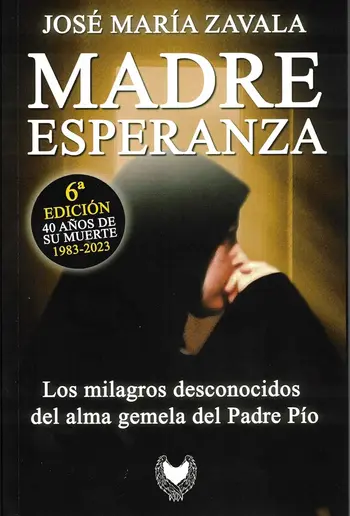 JOSÉ MARÍA ZAVALA
MADRE
ESPERANZA
6ª
EDICIÓN
40 AÑOS DE
SU MUERTE
1983-2023
Los milagros desconocidos
del alma gemela del Padre Pío